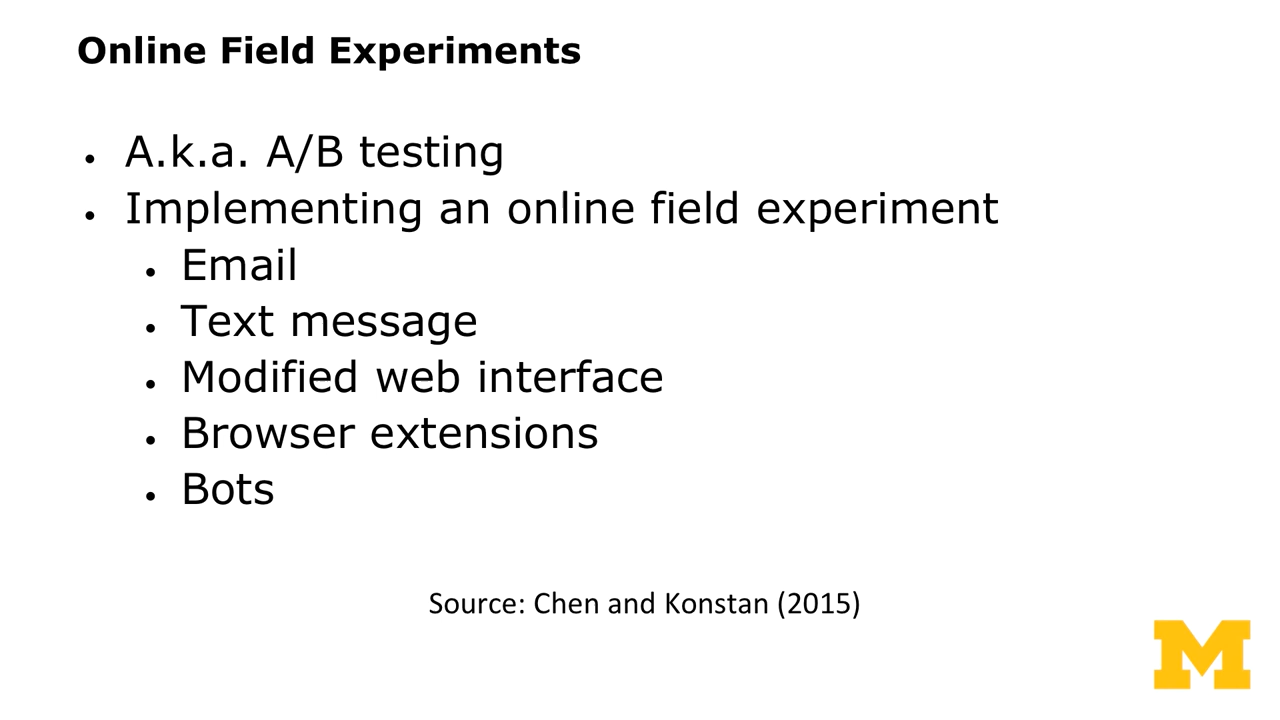 Online Field Experiments
• A.k.a. A/B testing
• Implementing an online field experiment
• Email
• Text message
• Modified web interface
• Browser extensions
• Bots
Source: Chen and Konstan (2015)
M